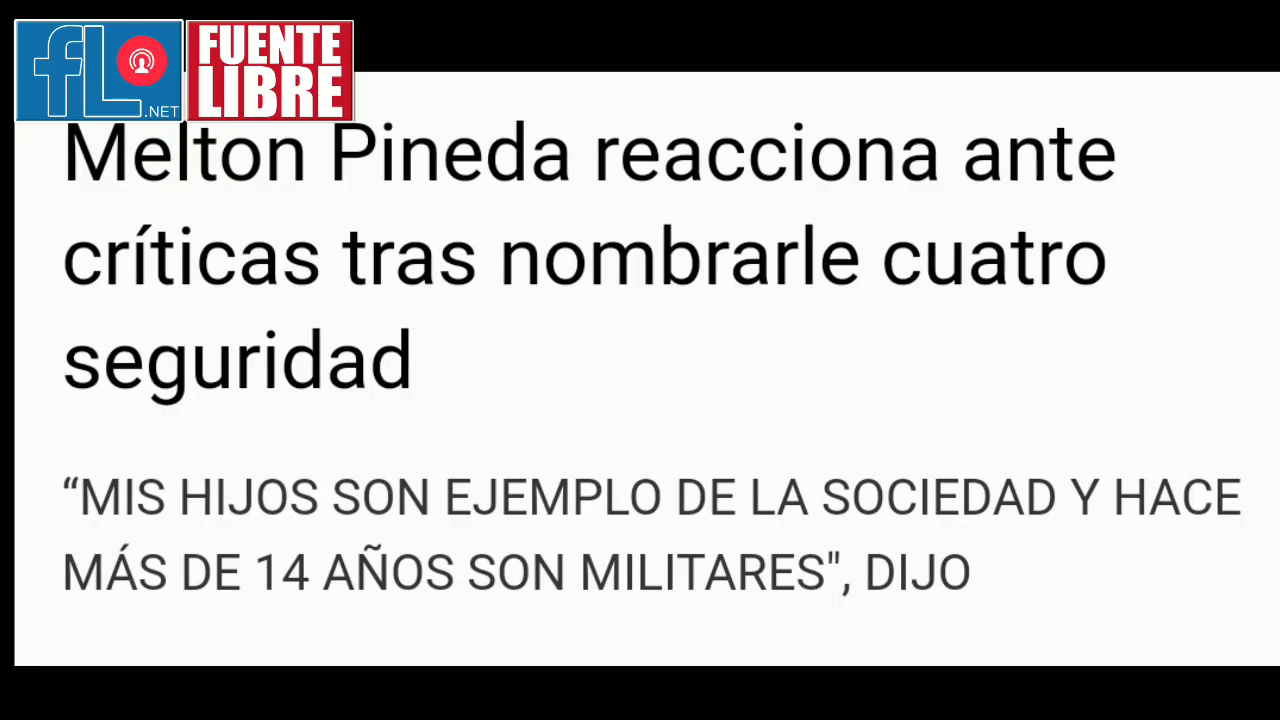 fL
.NET
FUENTE
LIBRE
Melton Pineda reacciona ante
críticas tras nombrarle cuatro
seguridad
“MIS HIJOS SON EJEMPLO DE LA SOCIEDAD Y HACE
MÁS DE 14 AÑOS SON MILITARES", DIJO